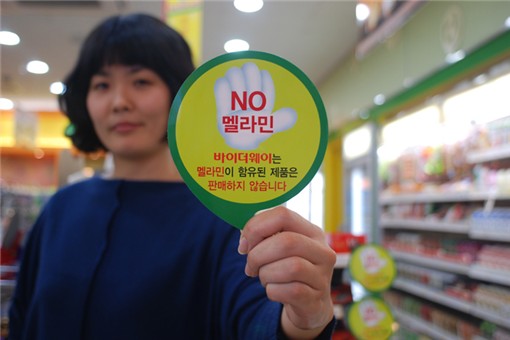 NO
멜라민
바이더웨이는
멜라민이 함유된 제품은
판매하지 않습니다